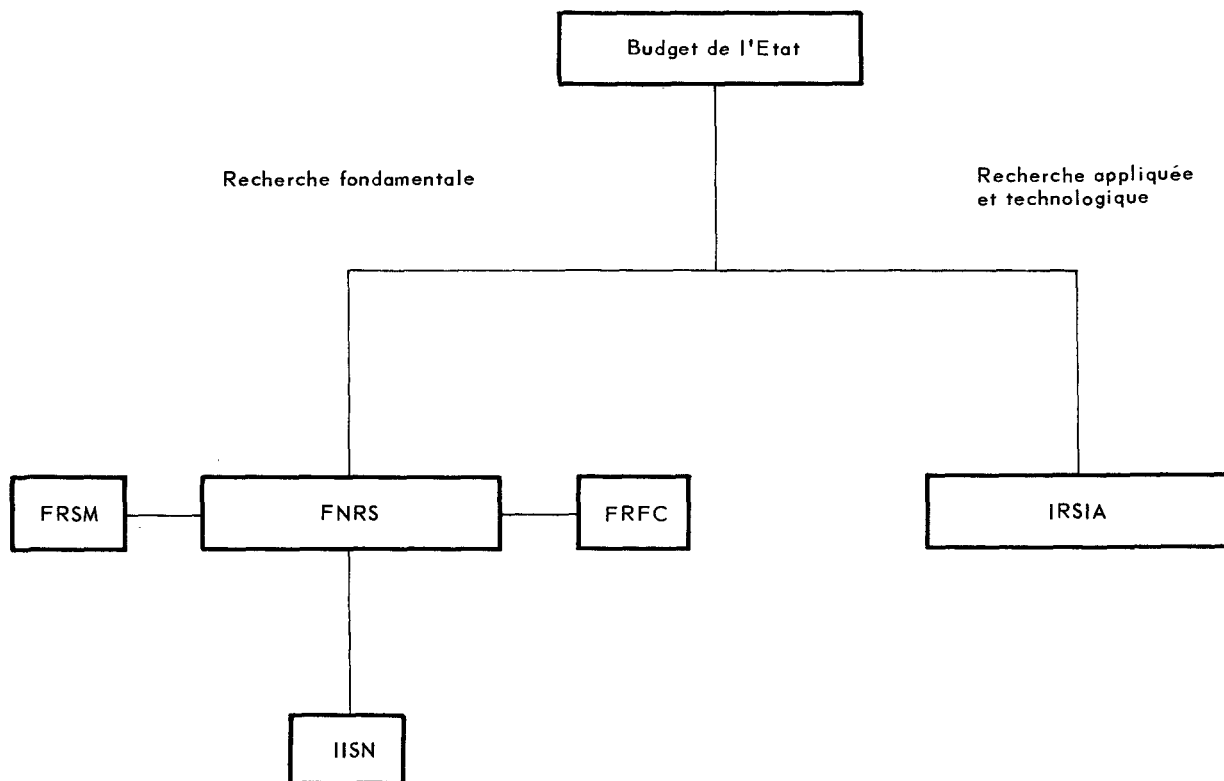 Budget de l'Etat
Recherche fondamentale
Recherche appliquée
et technologique
FRSM
FNRS
FRFC
IRSIA
IISN